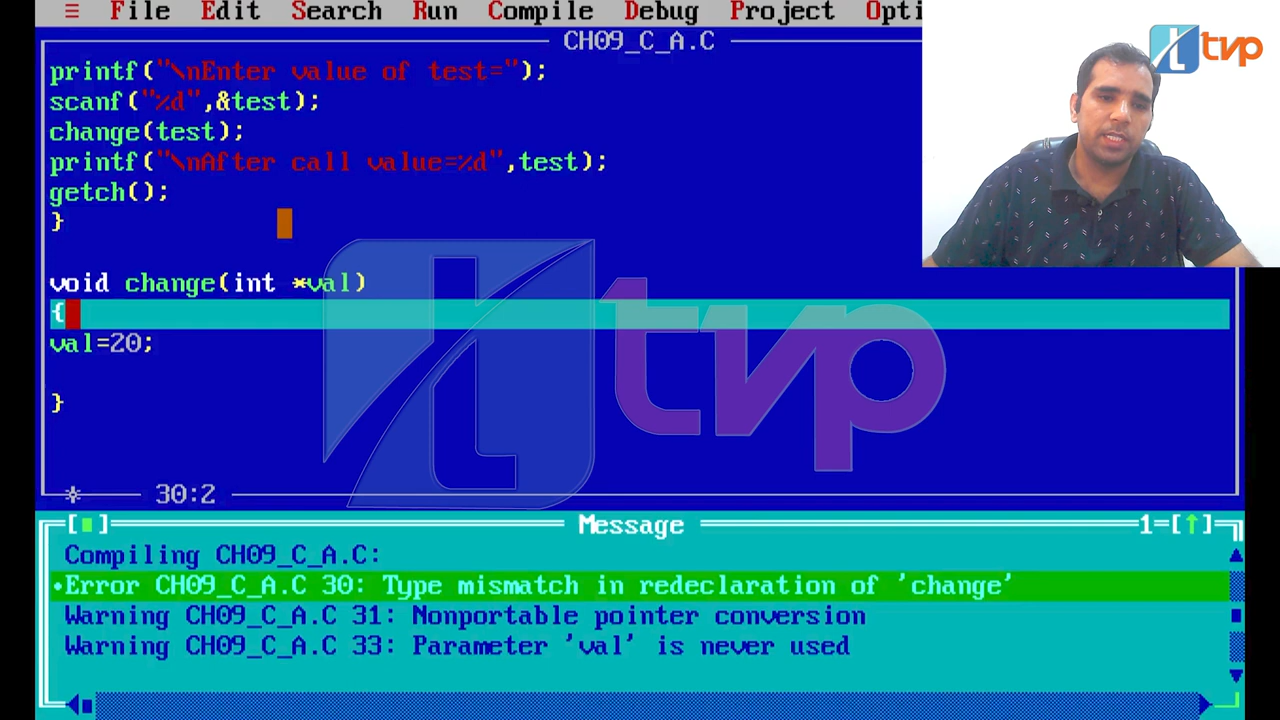 ≡ File Edit Search Run Compile Debug Project Opti
tvp
CH09_C_A.C
printf("\nEnter value of test=");
scanf("%d",&test);
change(test);
printf("\nAfter call value=%d",test);
getch();
}
void change(int *val)
{
val=20;
}
tvp
30:2
Message
1=[↑]
Compiling CH09_C_A.C:
•Error CH09_C_A.C 30: Type mismatch in redeclaration of 'change'
Warning CH09_C_A.C 31: Nonportable pointer conversion
Warning CH09_C_A.C 33: Parameter 'val' is never used